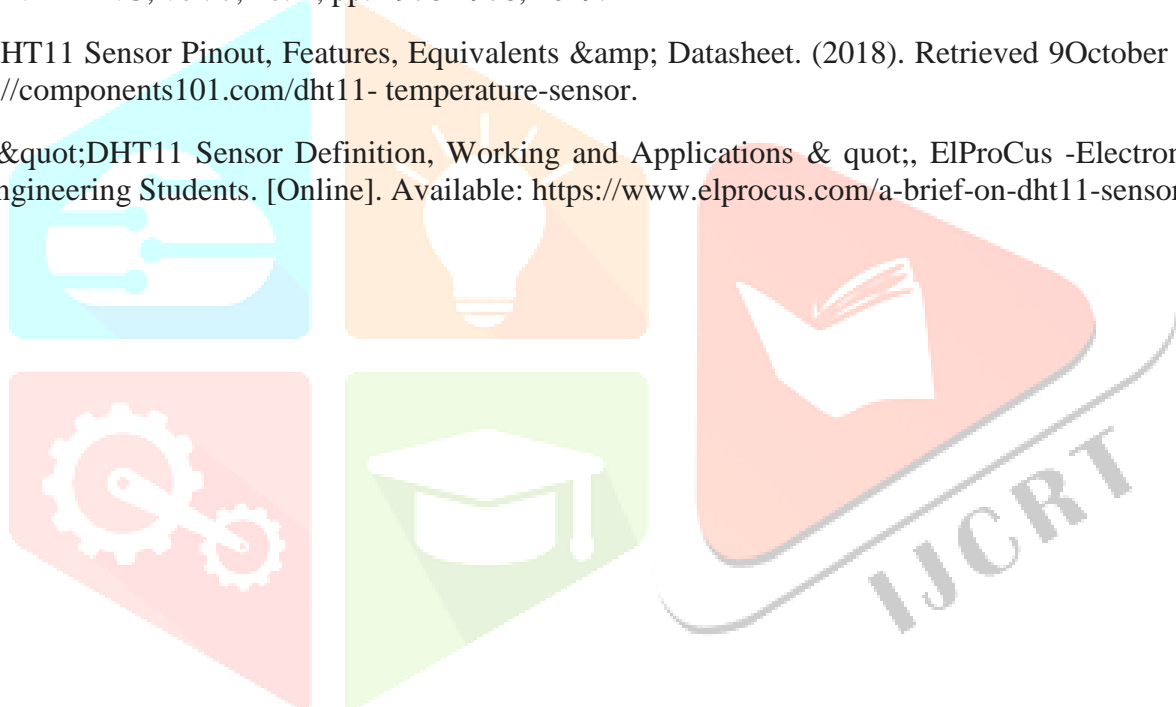 HT11 Sensor Pinout, Features, Equivalents &amp; Datasheet. (2018). Retrieved 9October
//components101.com/dht11- temperature-sensor.
&quot;DHT11 Sensor Definition, Working and Applications & quot;, ElProCus -Electron
ngineering Students. [Online]. Available: https://www.elprocus.com/a-brief-on-dht11-sensor
IJCRT